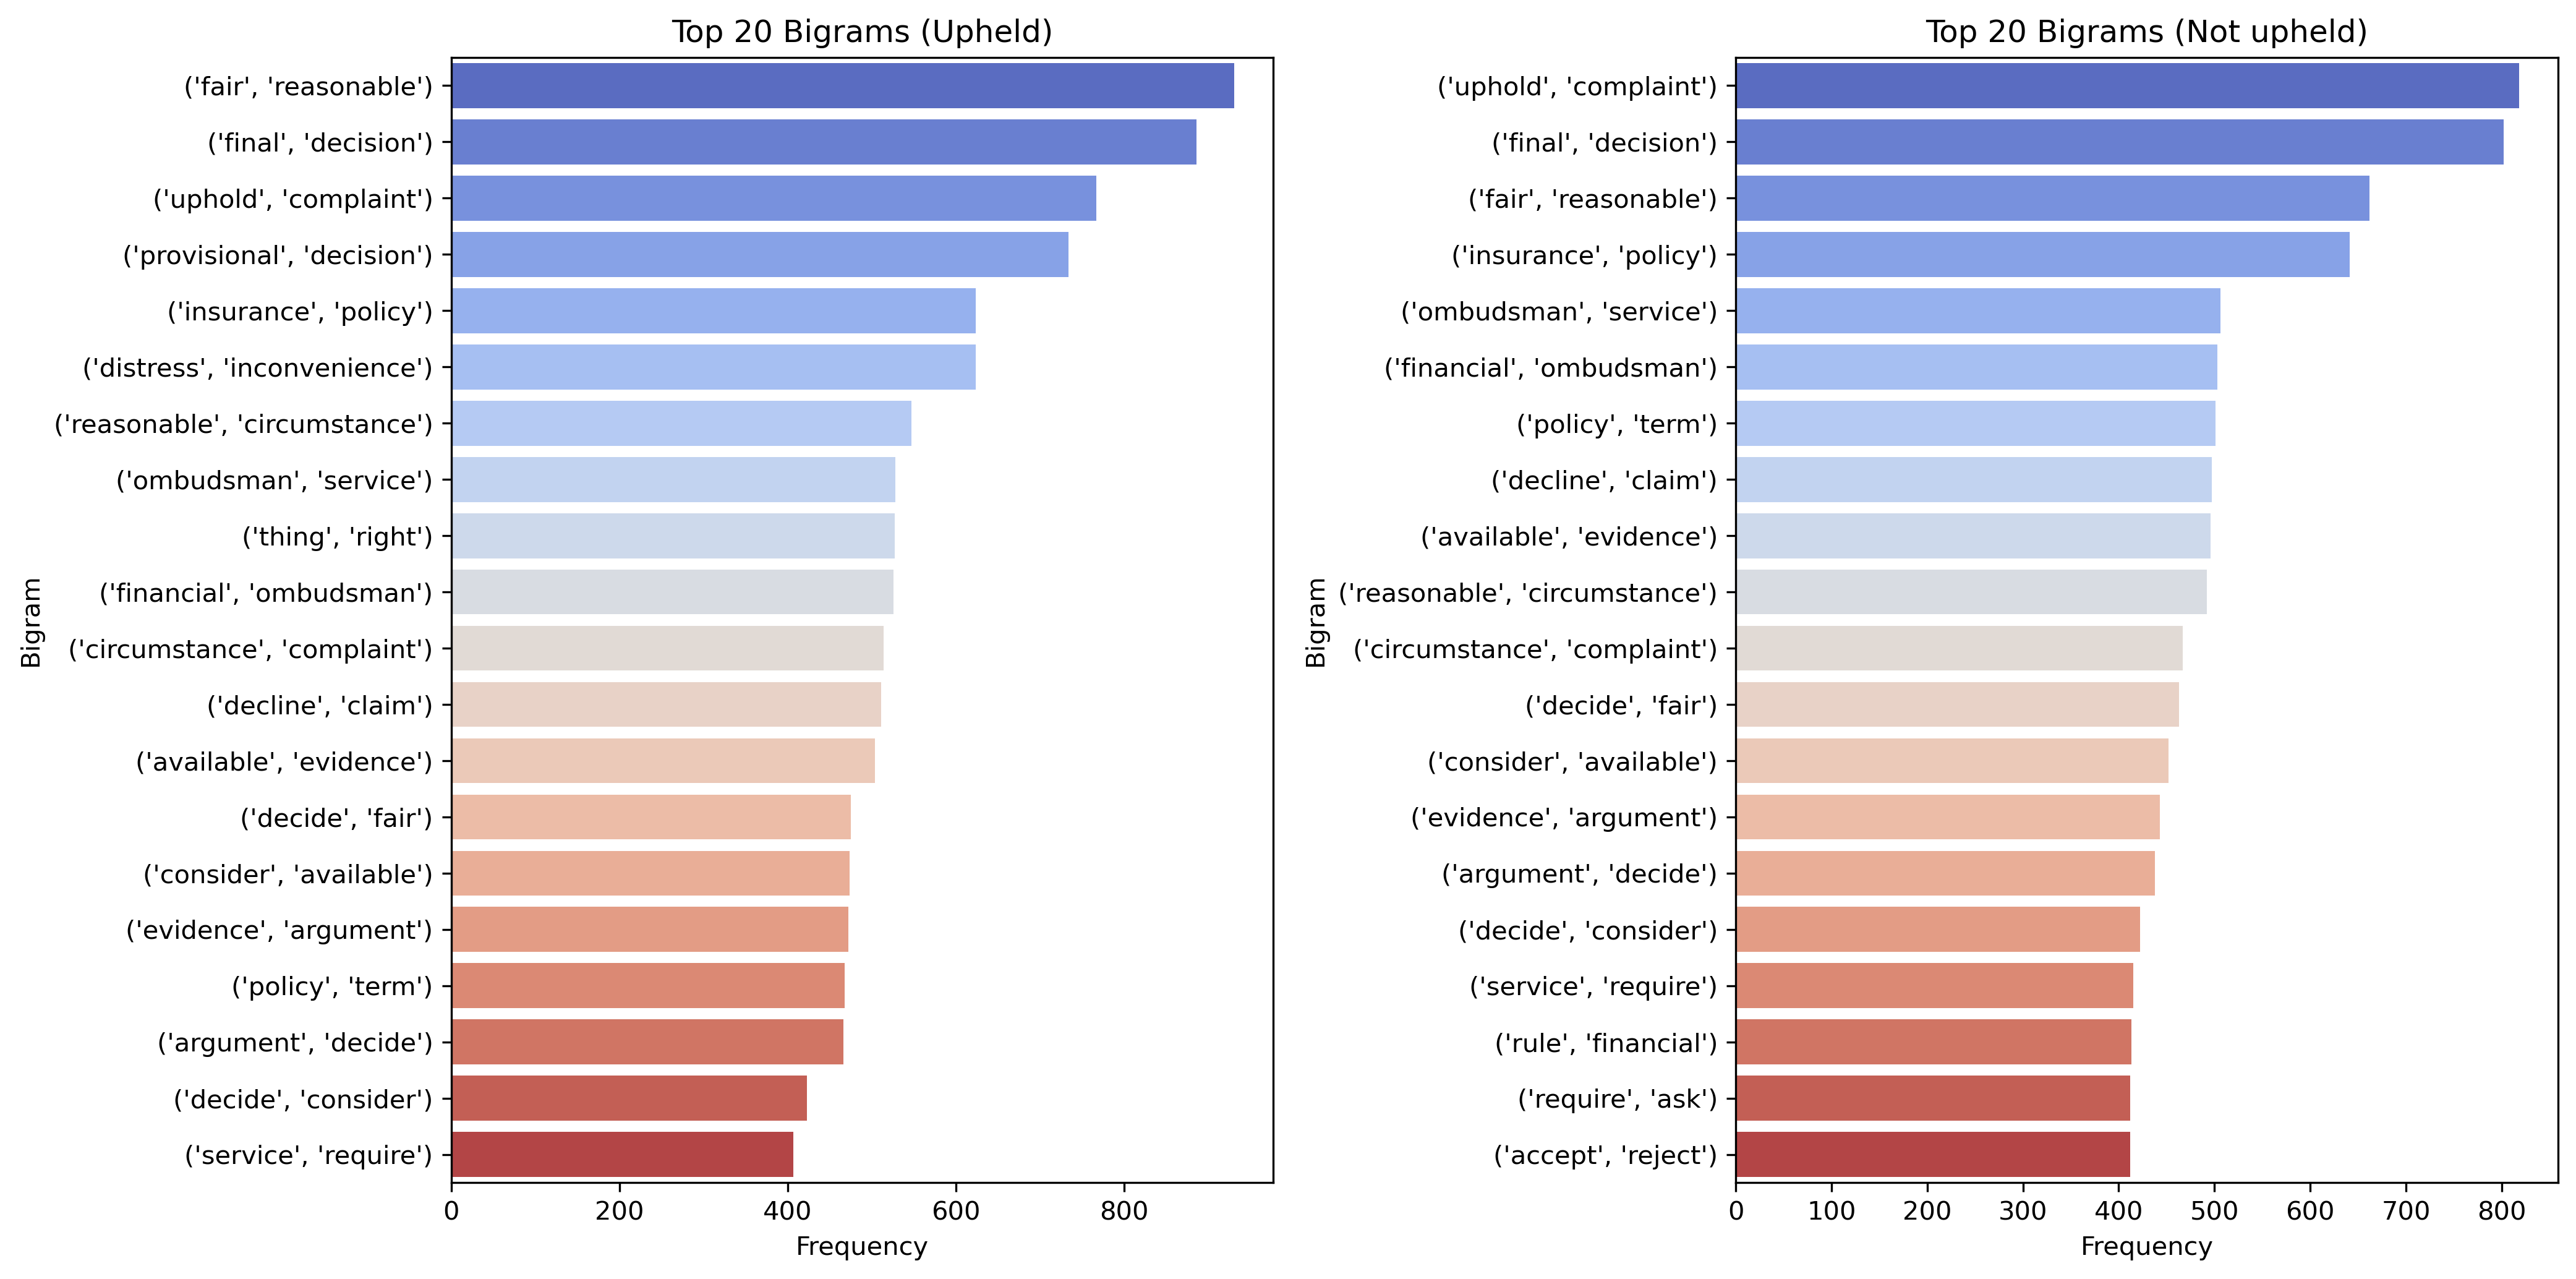 Top 20 Bigrams (Upheld)
('fair', 'reasonable')
('final', 'decision')
('uphold', 'complaint')
('provisional', 'decision')
('insurance', 'policy')
('distress', 'inconvenience')
('reasonable', 'circumstance')
('ombudsman', 'service')
('thing', 'right')
('financial', 'ombudsman')
('circumstance', 'complaint')
('decline', 'claim')
('available', 'evidence')
('decide', 'fair')
('consider', 'available')
('evidence', 'argument')
('policy', 'term')
('argument', 'decide')
('decide', 'consider')
('service', 'require')
Bigram
0 200 400 600 800
Frequency
Top 20 Bigrams (Not upheld)
('uphold', 'complaint')
('final', 'decision')
('fair', 'reasonable')
('insurance', 'policy')
('ombudsman', 'service')
('financial', 'ombudsman')
('policy', 'term')
('decline', 'claim')
('available', 'evidence')
('reasonable', 'circumstance')
('circumstance', 'complaint')
('decide', 'fair')
('consider', 'available')
('evidence', 'argument')
('argument', 'decide')
('decide', 'consider')
('service', 'require')
('rule', 'financial')
('require', 'ask')
('accept', 'reject')
Bigram
0 100 200 300 400 500 600 700 800
Frequency